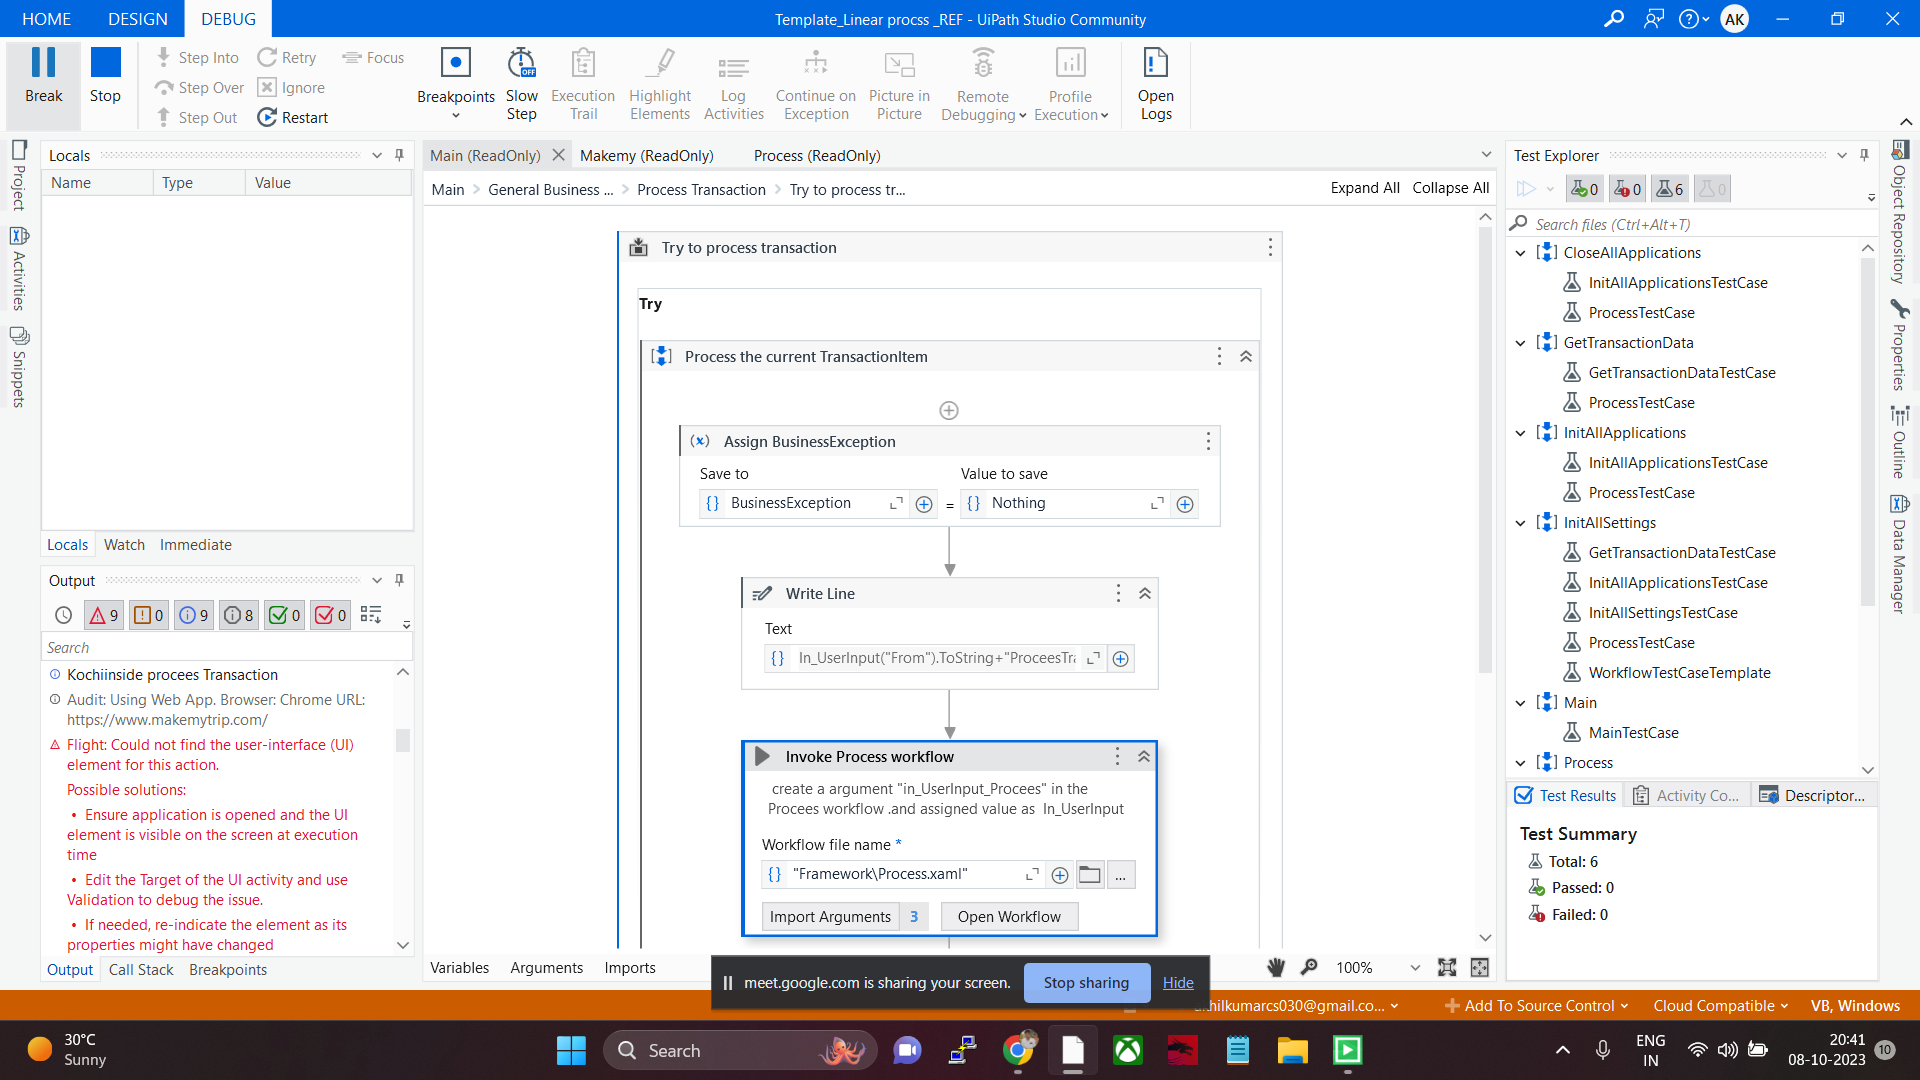 HOME
DESIGN
DEBUG
Template_Linear procss _REF - UiPath Studio Community
AK
Break
Stop
Step Into
Step Over
Step Out
Retry
Ignore
Restart
Focus
Breakpoints
Slow
Step
OFF
Execution
Trail
Highlight
Elements
Log
Activities
Continue on
Exception
Picture in
Picture
Remote
Debugging
Profile
Execution
Open
Logs
Project
Activities
Snippets
Locals
Name
Type
Value
Locals
Watch
Immediate
Output
9
0
9
8
0
0
Search
Kochiinside procees Transaction
Audit: Using Web App. Browser: Chrome URL:
https://www.makemytrip.com/
Flight: Could not find the user-interface (UI)
element for this action.
Possible solutions:
• Ensure application is opened and the UI
element is visible on the screen at execution
time
• Edit the Target of the UI activity and use
Validation to debug the issue.
• If needed, re-indicate the element as its
properties might have changed
Output
Call Stack
Breakpoints
Main (ReadOnly)
Makemy (ReadOnly)
Process (ReadOnly)
Main > General Business ... > Process Transaction > Try to process tr...
Expand All
Collapse All
Try to process transaction
Try
Process the current TransactionItem
Assign BusinessException
Save to
Value to save
BusinessException
=
Nothing
Write Line
Text
In_UserInput("From").ToString+"ProceesTra
Invoke Process workflow
create a argument "in_UserInput_Procees" in the
Procees workflow .and assigned value as In_UserInput
Workflow file name *
"Framework\Process.xaml"
...
Import Arguments
3
Open Workflow
Variables
Arguments
Imports
100%
meet.google.com is sharing your screen.
Stop sharing
Hide
Test Explorer
0
0
6
0
Search files (Ctrl+Alt+T)
CloseAllApplications
InitAllApplicationsTestCase
ProcessTestCase
GetTransactionData
GetTransactionDataTestCase
ProcessTestCase
InitAllApplications
InitAllApplicationsTestCase
ProcessTestCase
InitAllSettings
GetTransactionDataTestCase
InitAllApplicationsTestCase
InitAllSettingsTestCase
ProcessTestCase
WorkflowTestCaseTemplate
Main
MainTestCase
Process
Test Results
Activity Co...
Descriptor...
Test Summary
Total: 6
Passed: 0
Failed: 0
Object Repository
Properties
Outline
Data Manager
hilkumarcs030@gmail.co...
Add To Source Control
Cloud Compatible
VB, Windows
30°C
Sunny
Search
ENG
IN
20:41
08-10-2023
10